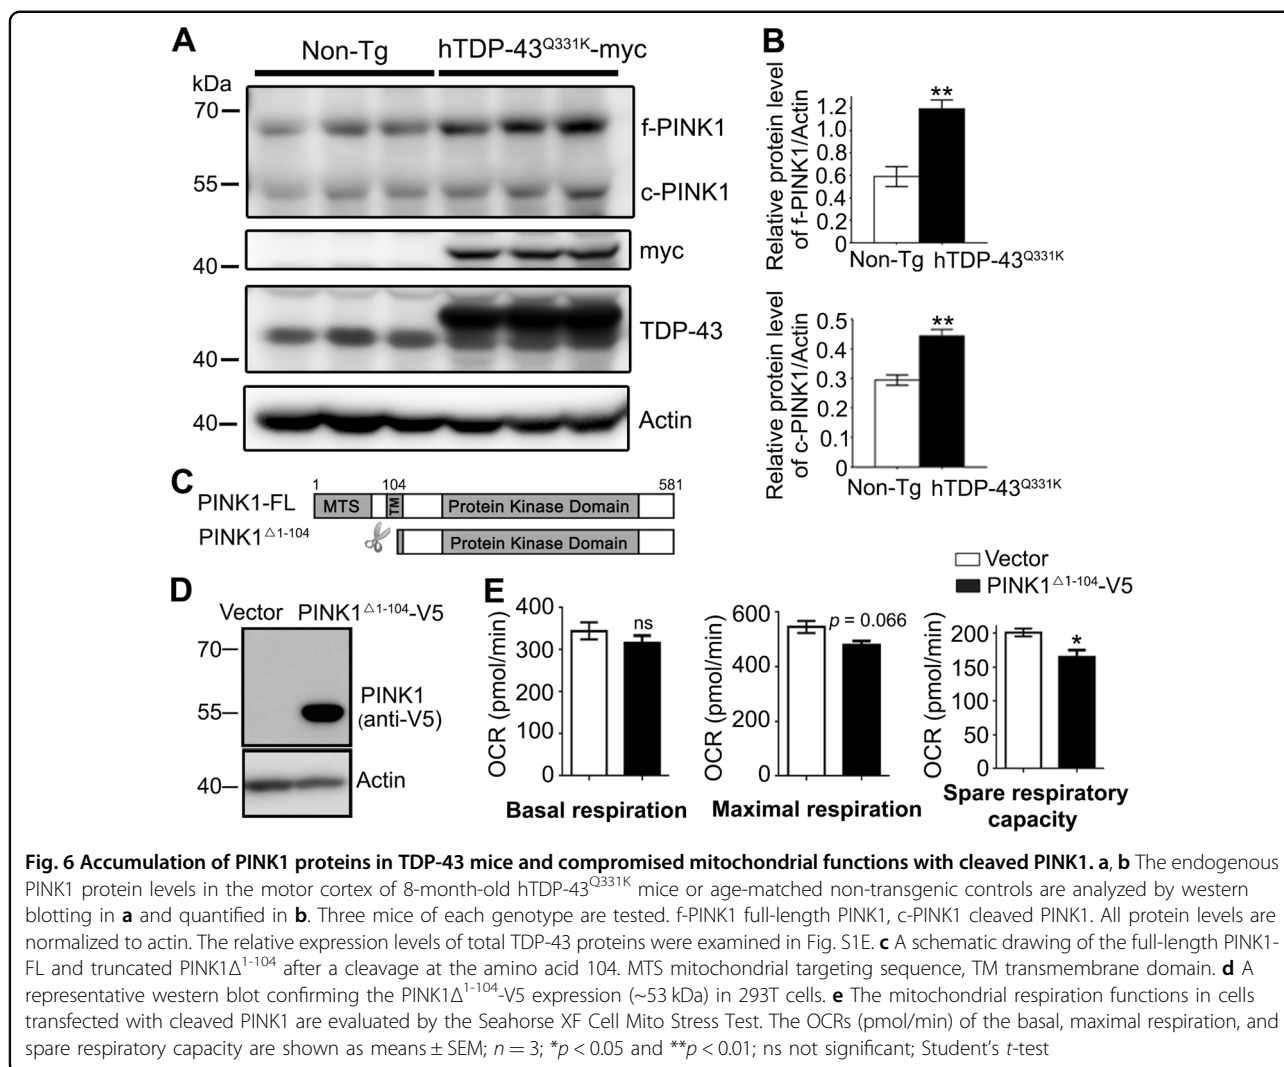 A
Non-Tg
hTDP-43Q331K-myc
kDa
70
f-PINK1
55
c-PINK1
myc
40
TDP-43
40
40
Actin
B
Relative protein level
of f-PINK1/Actin
1.2
1.0
0.8
0.6
0.4
0.2
0
**
Non-Tg hTDP-43Q331K
Relative protein level
of c-PINK1/Actin
0.5
0.4
0.3
0.2
0.1
0
**
Non-Tg hTDP-43Q331K
C
1 104 581
PINK1-FL MTS TM Protein Kinase Domain
PINK1△1-104 Protein Kinase Domain
D
Vector PINK1△1-104-V5
70
55
PINK1
(anti-V5)
40
Actin
E
Vector
PINK1△1-104-V5
OCR (pmol/min)
400
300
200
100
0
ns
Basal respiration
OCR (pmol/min)
600
400
200
0
p = 0.066
Maximal respiration
OCR (pmol/min)
200
150
100
50
0
*
Spare respiratory
capacity
Fig. 6 Accumulation of PINK1 proteins in TDP-43 mice and compromised mitochondrial functions with cleaved PINK1. a, b The endogenous
PINK1 protein levels in the motor cortex of 8-month-old hTDP-43Q331K mice or age-matched non-transgenic controls are analyzed by western
blotting in a and quantified in b. Three mice of each genotype are tested. f-PINK1 full-length PINK1, c-PINK1 cleaved PINK1. All protein levels are
normalized to actin. The relative expression levels of total TDP-43 proteins were examined in Fig. S1E. c A schematic drawing of the full-length PINK1-
FL and truncated PINK1Δ1-104 after a cleavage at the amino acid 104. MTS mitochondrial targeting sequence, TM transmembrane domain. d A
representative western blot confirming the PINK1Δ1-104-V5 expression (~53 kDa) in 293T cells. e The mitochondrial respiration functions in cells
transfected with cleaved PINK1 are evaluated by the Seahorse XF Cell Mito Stress Test. The OCRs (pmol/min) of the basal, maximal respiration, and
spare respiratory capacity are shown as means ± SEM; n = 3; *p < 0.05 and **p < 0.01; ns not significant; Student's t-test